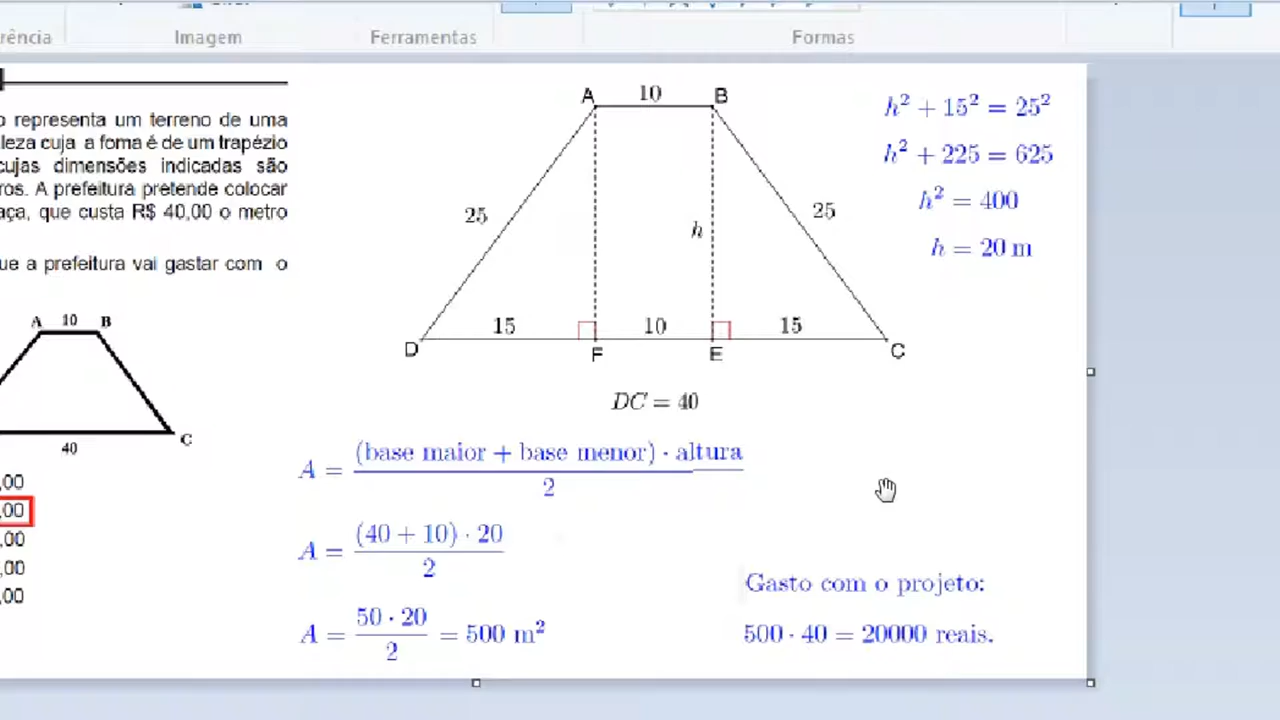 rência Imagem Ferramentas Formas
o representa um terreno de uma
leza cuja a foma é de um trapézio
cujas dimensões indicadas são
ros. A prefeitura pretende colocar
aça, que custa R$ 40,00 o metro
ue a prefeitura vai gastar com o
A 10 B
C
40
,00
,00
,00
,00
,00
A 10 B
25 h 25
15 10 15
D F E C
DC = 40
h² + 15² = 25²
h² + 225 = 625
h² = 400
h = 20 m
A = (base maior + base menor) · altura / 2
A = (40 + 10) · 20 / 2
A = 50 · 20 / 2 = 500 m²
Gasto com o projeto:
500 · 40 = 20000 reais.